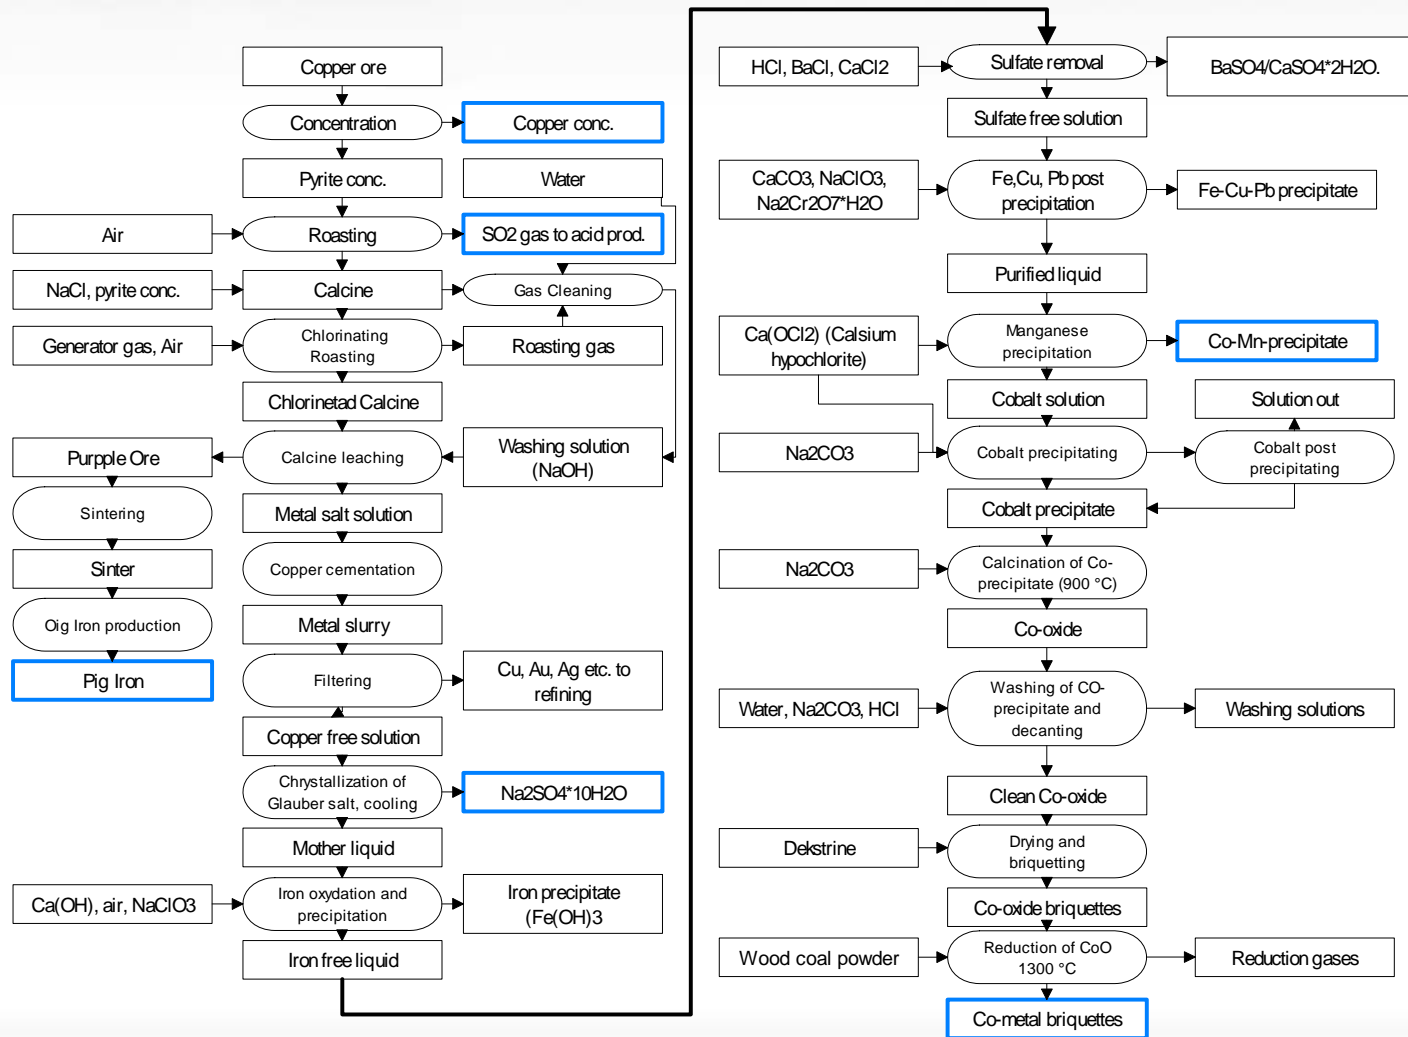 Copper ore
Concentration
Copper conc.
Pyrite conc.
Water
Air
Roasting
SO2 gas to acid prod.
NaCl, pyrite conc.
Calcine
Gas Cleaning
Generator gas, Air
Chlorinating
Roasting
Roasting gas
Chlorinetad Calcine
Purpple Ore
Calcine leaching
Washing solution
(NaOH)
Sintering
Metal salt solution
Sinter
Copper cementation
Oig Iron production
Metal slurry
Pig Iron
Filtering
Cu, Au, Ag etc. to
refining
Copper free solution
Chrystallization of
Glauber salt, cooling
Na2SO4*10H2O
Mother liquid
Ca(OH), air, NaClO3
Iron oxydation and
precipitation
Iron precipitate
(Fe(OH)3
Iron free liquid
HCl, BaCl, CaCl2
Sulfate removal
BaSO4/CaSO4*2H2O.
Sulfate free solution
CaCO3, NaClO3,
Na2Cr2O7*H2O
Fe,Cu, Pb post
precipitation
Fe-Cu-Pb precipitate
Purified liquid
Ca(OCl2) (Calsium
hypochlorite)
Manganese
precipitation
Co-Mn-precipitate
Cobalt solution
Solution out
Na2CO3
Cobalt precipitating
Cobalt post
precipitating
Cobalt precipitate
Na2CO3
Calcination of Co-
precipitate (900 °C)
Co-oxide
Water, Na2CO3, HCl
Washing of CO-
precipitate and
decanting
Washing solutions
Clean Co-oxide
Dekstrine
Drying and
briquetting
Co-oxide briquettes
Wood coal powder
Reduction of CoO
1300 °C
Reduction gases
Co-metal briquettes